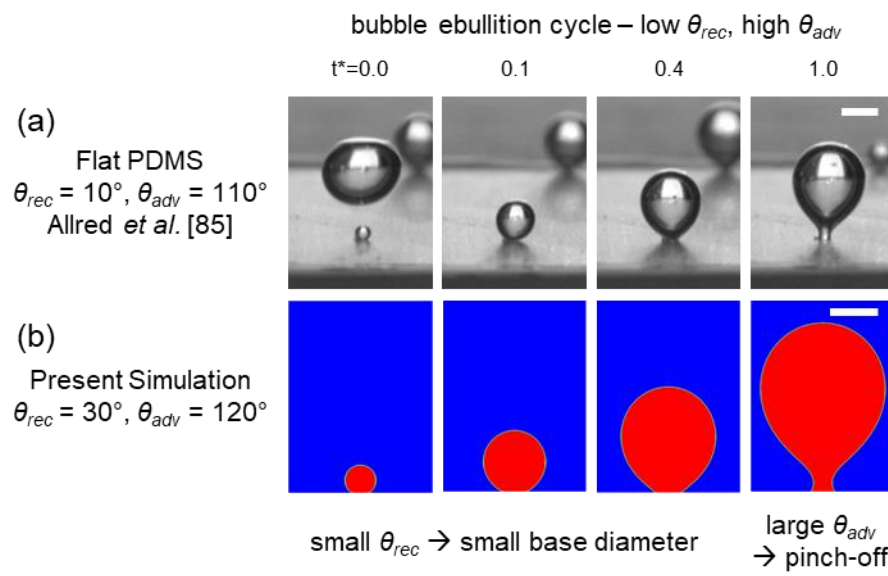 bubble ebullition cycle – low θrec, high θadv
t*=0.0 0.1 0.4 1.0
(a)
Flat PDMS
θrec = 10°, θadv = 110°
Allred et al. [85]
(b)
Present Simulation
θrec = 30°, θadv = 120°
small θrec → small base diameter
large θadv
→ pinch-off